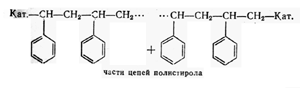 Кат.—CH—CH₂—CH—CH₂⋯ ⋯CH—CH₂—CH—CH₂—Кат.
+
части цепей полистирола